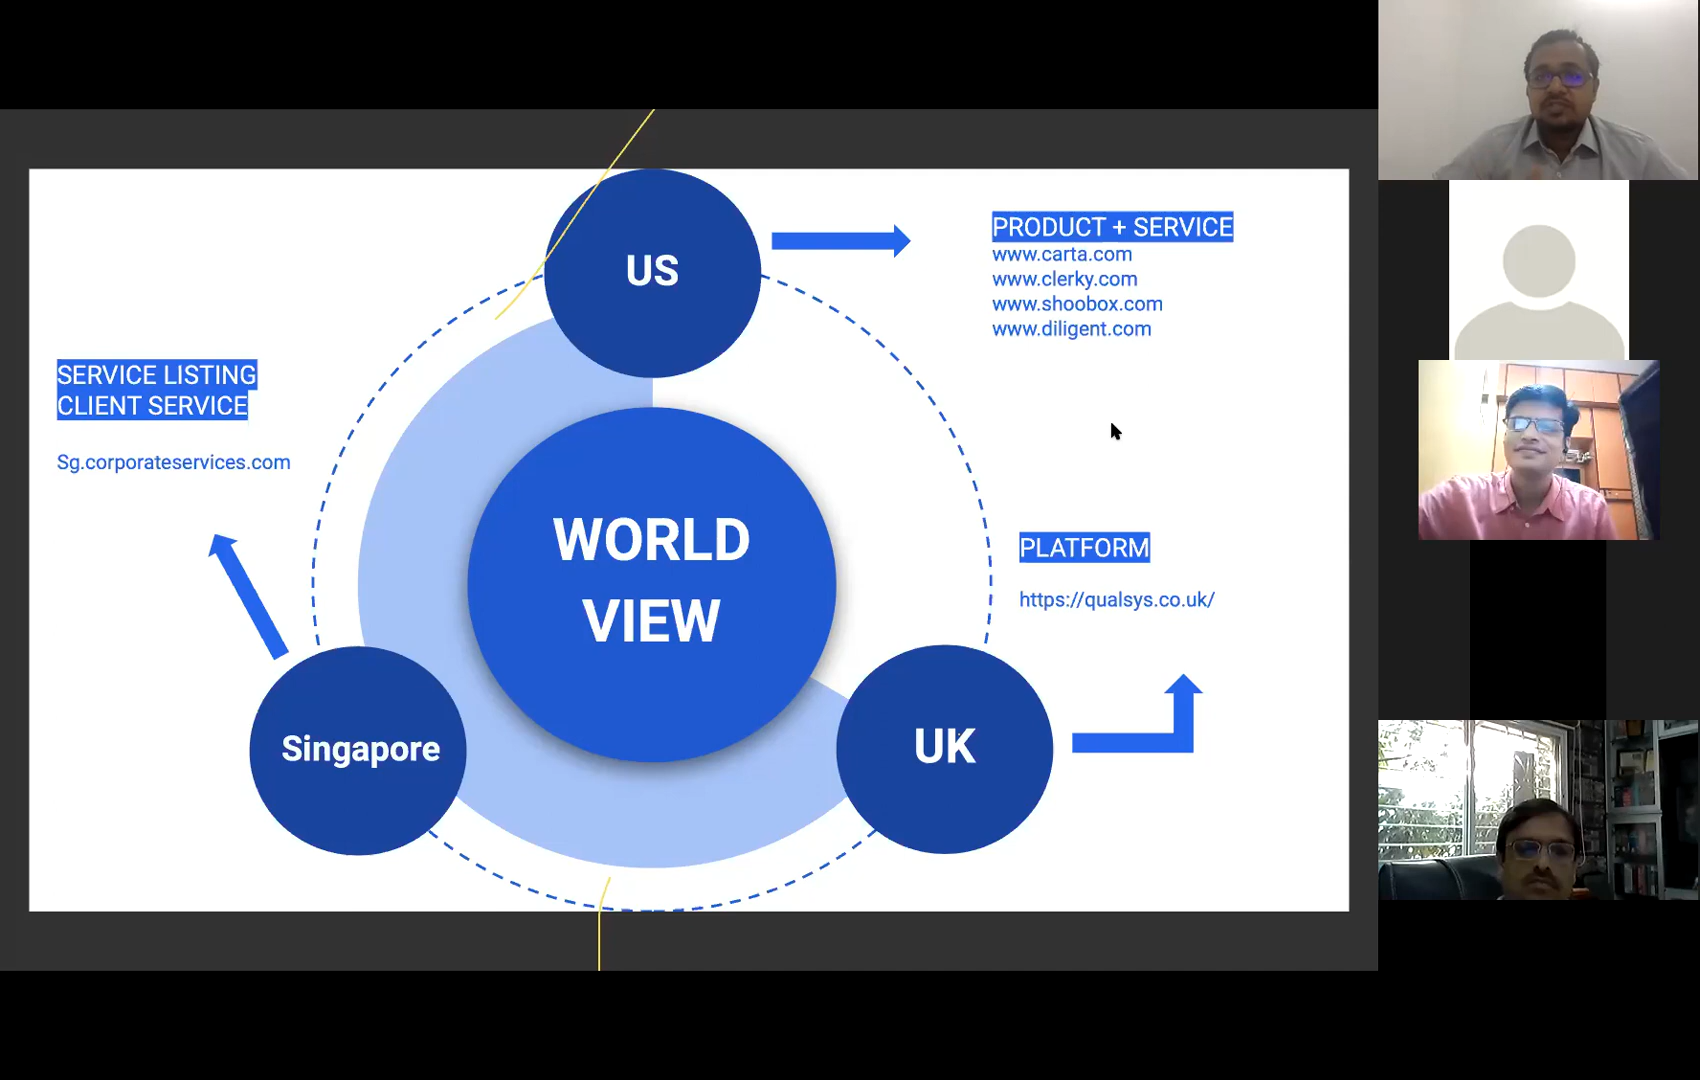 US
PRODUCT + SERVICE
www.carta.com
www.clerky.com
www.shoobox.com
www.diligent.com
SERVICE LISTING
CLIENT SERVICE
Sg.corporateservices.com
WORLD
VIEW
PLATFORM
https://qualsys.co.uk/
Singapore
UK